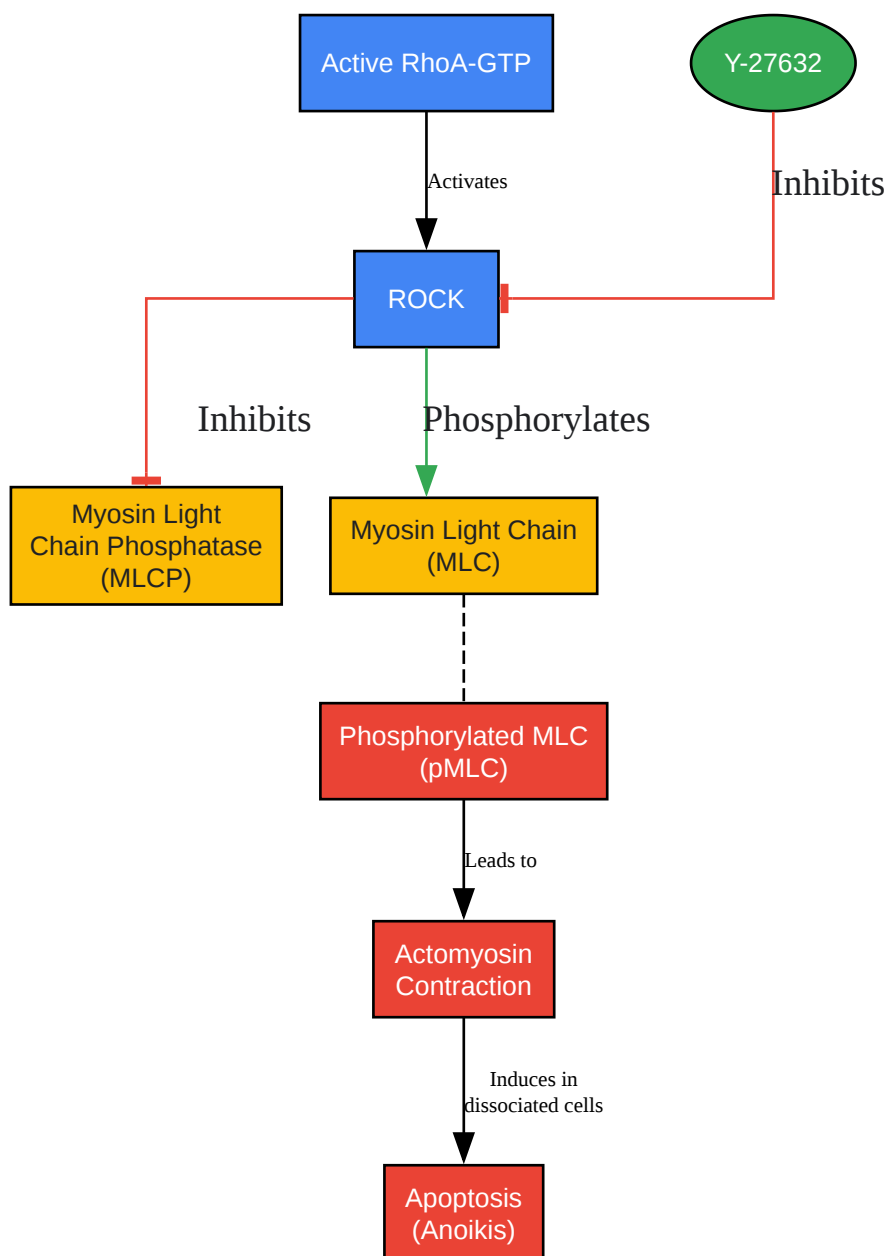 Active RhoA-GTP
Y-27632
Activates
Inhibits
ROCK
Inhibits
Phosphorylates
Myosin Light
Chain Phosphatase
(MLCP)
Myosin Light Chain
(MLC)
Phosphorylated MLC
(pMLC)
Leads to
Actomyosin
Contraction
Induces in
dissociated cells
Apoptosis
(Anoikis)